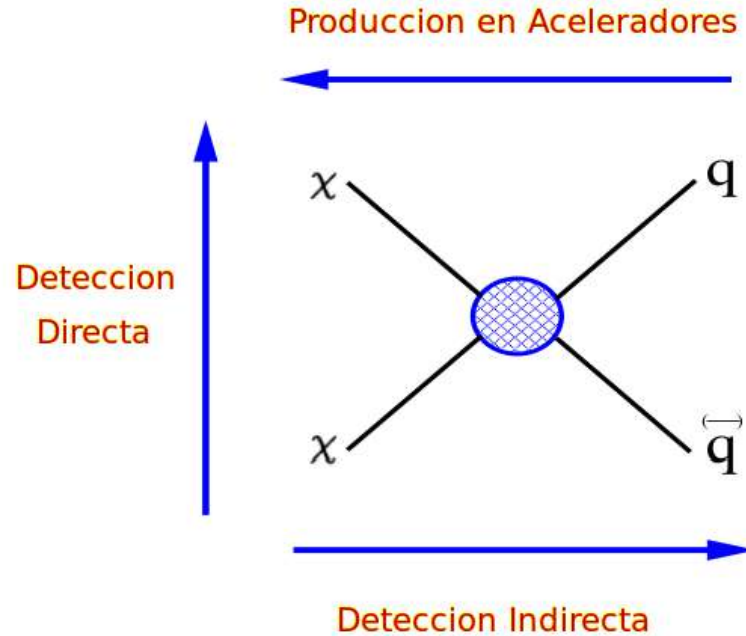 Produccion en Aceleradores
χ
q
Deteccion
Directa
χ
(—)
q
Deteccion Indirecta